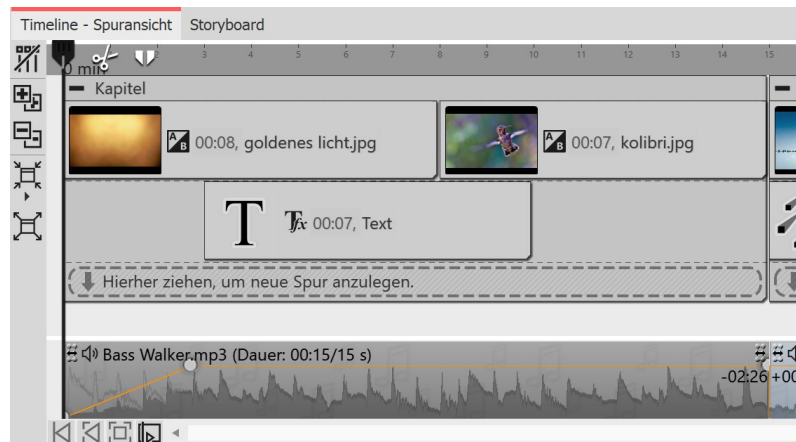 Timeline - Spuransicht Storyboard
0 min 2 3 4 5 6 7 8 9 10 11 12 13 14 15
Kapitel
A B 00:08, goldenes licht.jpg A B 00:07, kolibri.jpg
T Tfx 00:07, Text
Hierher ziehen, um neue Spur anzulegen.
Bass Walker.mp3 (Dauer: 00:15/15 s)
-02:26 +00